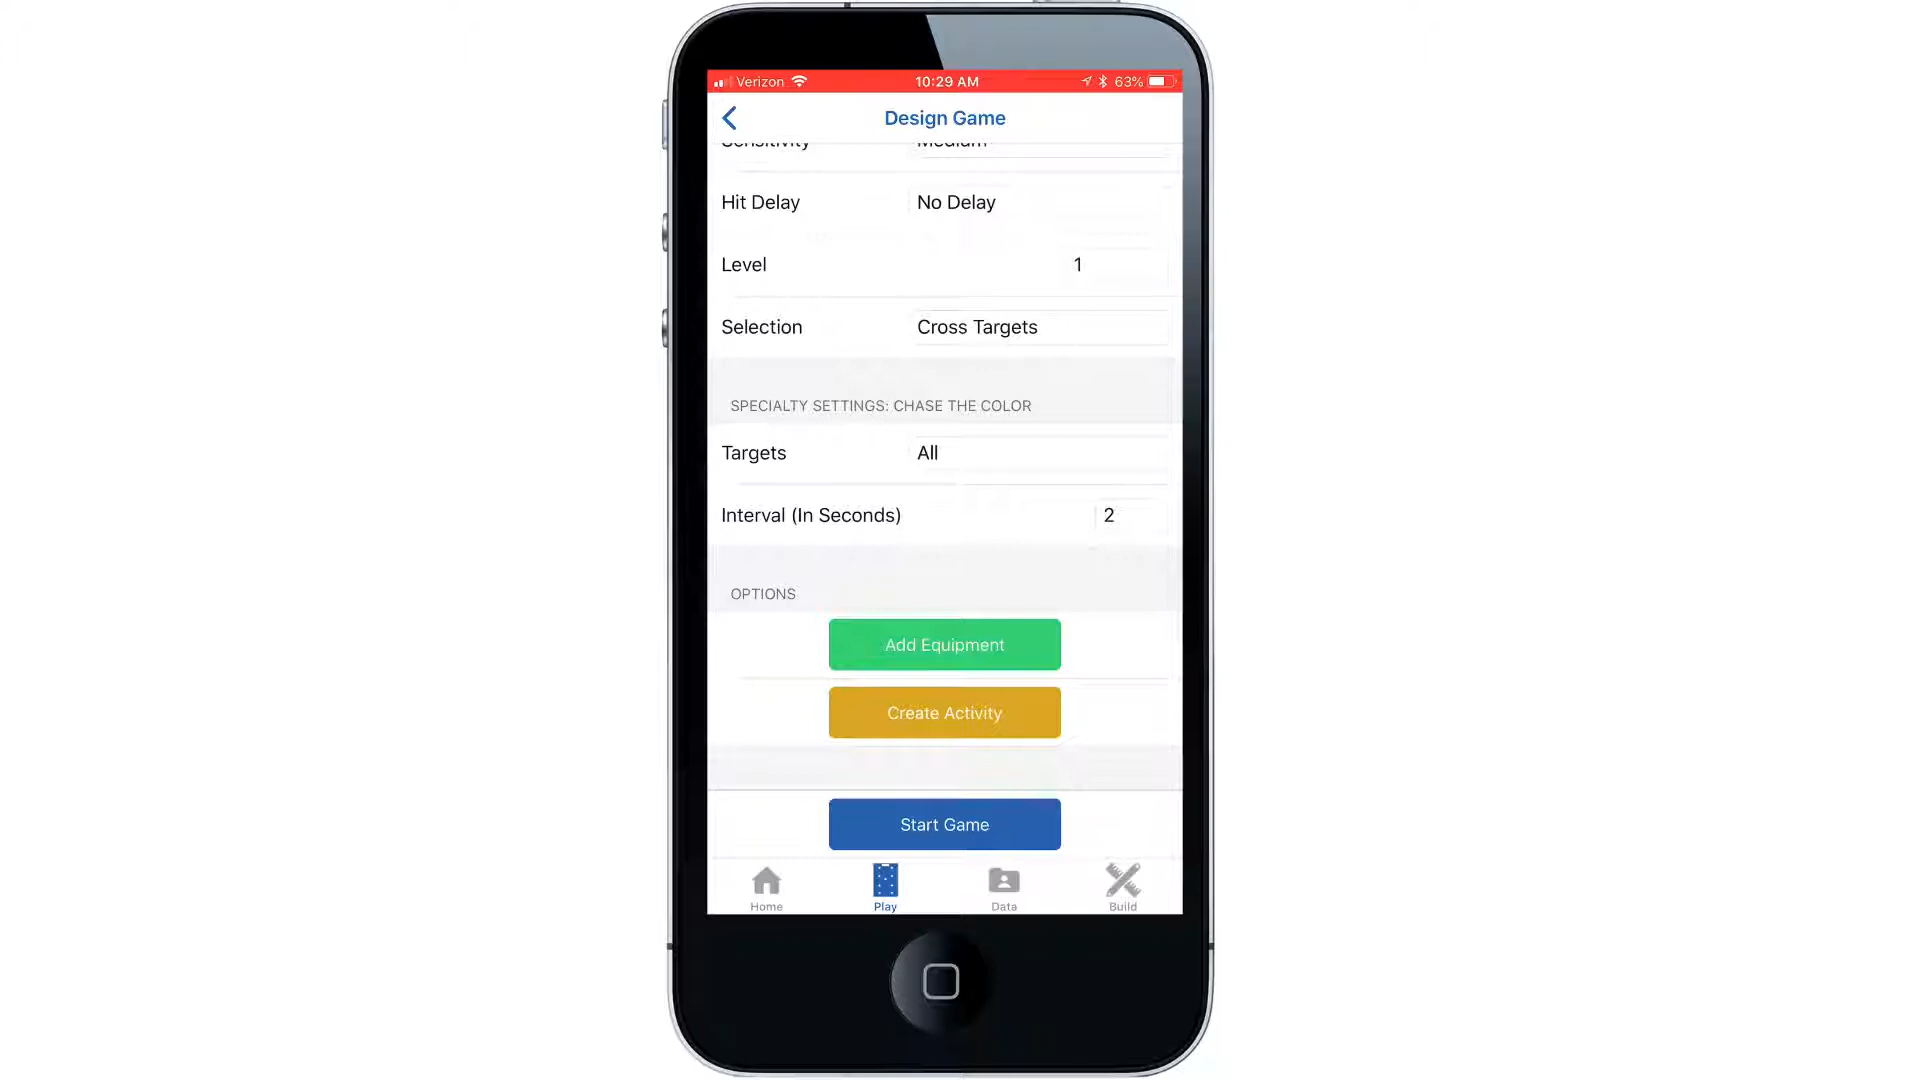 Verizon 10:29 AM 63%
Design Game
Sensitivity Medium
Hit Delay No Delay
Level 1
Selection Cross Targets
SPECIALTY SETTINGS: CHASE THE COLOR
Targets All
Interval (In Seconds) 2
OPTIONS
Add Equipment
Create Activity
Start Game
Home Play Data Build